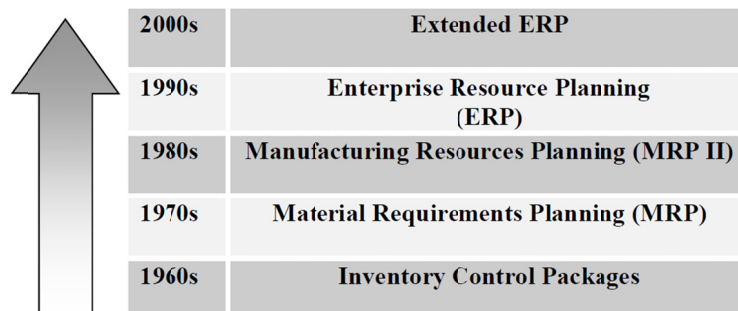 2000s Extended ERP
1990s Enterprise Resource Planning
(ERP)
1980s Manufacturing Resources Planning (MRP II)
1970s Material Requirements Planning (MRP)
1960s Inventory Control Packages